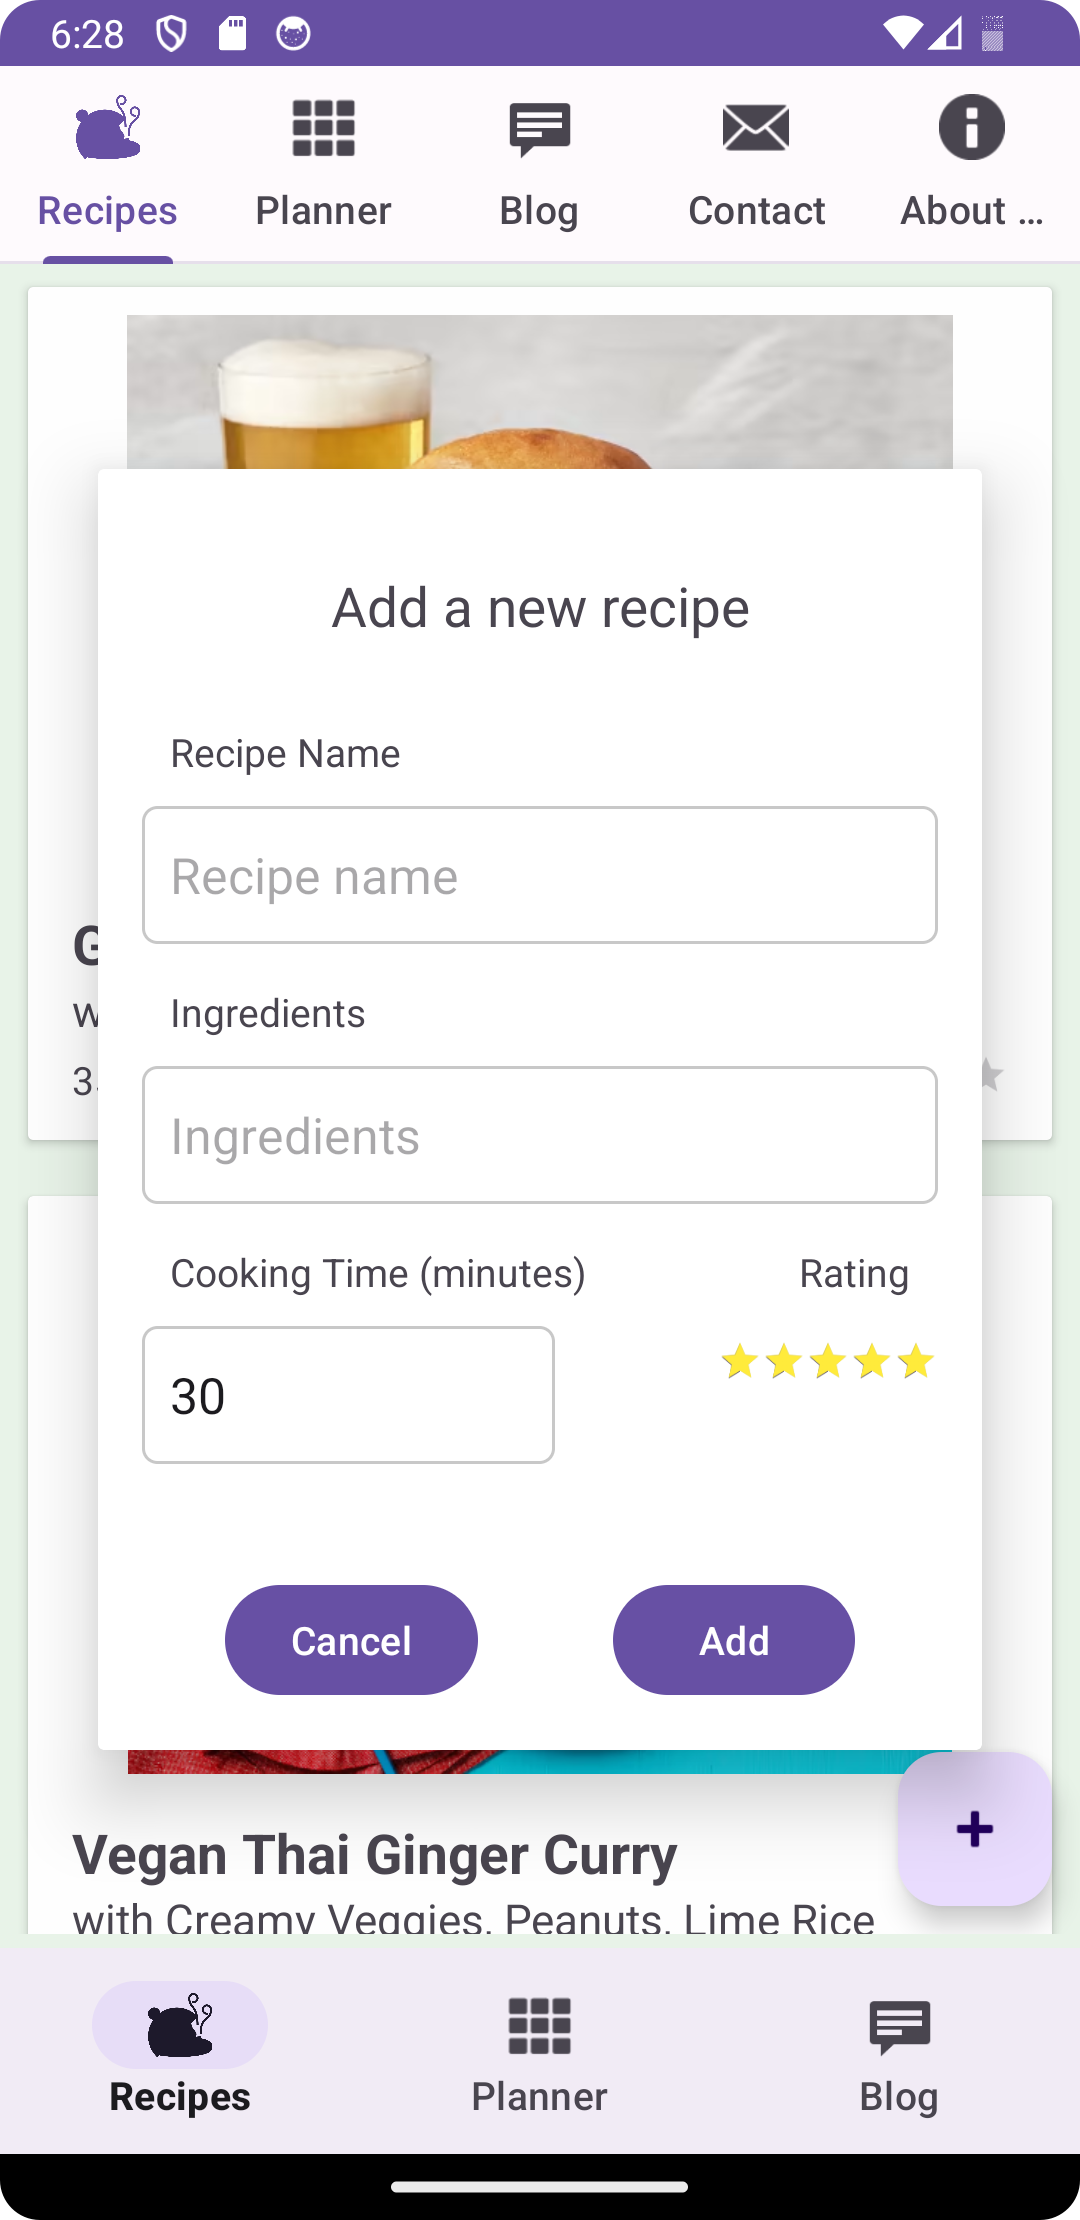 6:28
Recipes
Planner
Blog
Contact
About ...
Add a new recipe
Recipe Name
Recipe name
Ingredients
Ingredients
Cooking Time (minutes)
Rating
30
Cancel
Add
Vegan Thai Ginger Curry
with Creamy Veggies, Peanuts, Lime Rice
Recipes
Planner
Blog